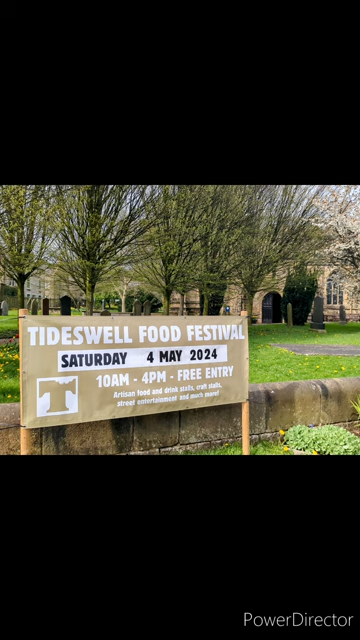 TIDESWELL FOOD FESTIVAL
SATURDAY 4 MAY 2024
10AM - 4PM - FREE ENTRY
Artisan food and drink stalls, craft stalls,
street entertainment and much more!
T
PowerDirector